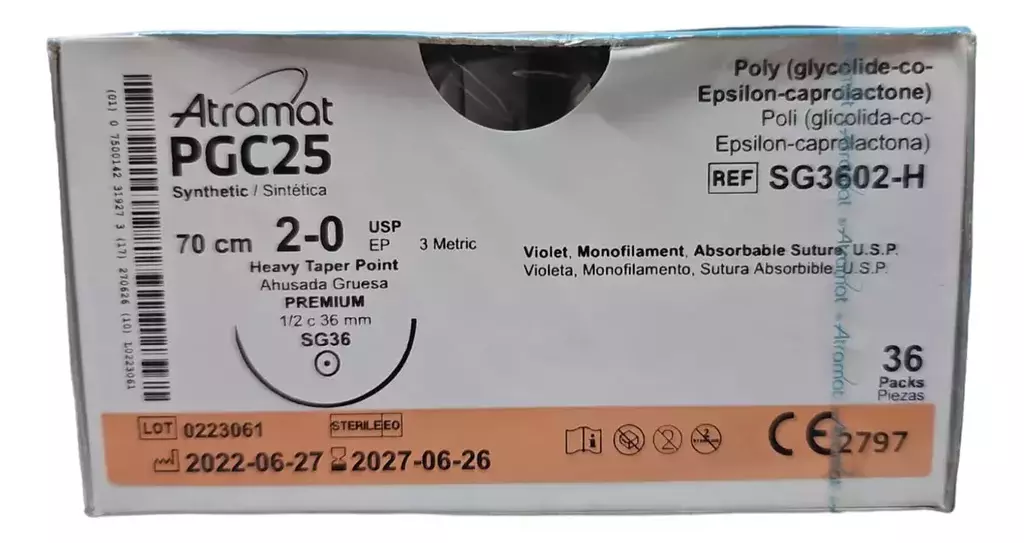 Atramat
PGC25
Synthetic / Sintética
70 cm 2-0 USP
EP
3 Metric
Heavy Taper Point
Ahusada Gruesa
PREMIUM
1/2 c 36 mm
SG36
Poly (glycolide-co-
Epsilon-caprolactone)
Poli (glicolida-co-
Epsilon-caprolactona)
REF SG3602-H
Violet, Monofilament, Absorbable Suture, U.S.P.
Violeta, Monofilamento, Sutura Absorbible, U.S.P.
36
Packs
Piezas
LOT 0223061
STERILE EO
2022-06-27 2027-06-26
CE 2797
(01) 0 7500142 31927 3 (17) 270626 (10) L0223061
Atramat Atramat Atramat